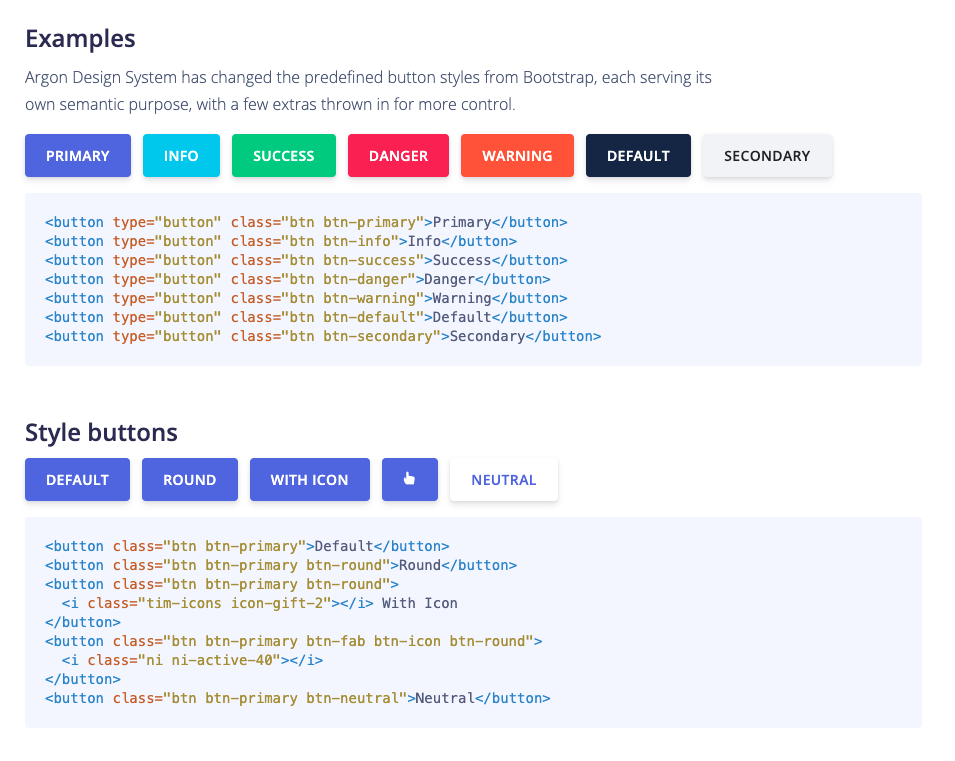 Examples
Argon Design System has changed the predefined button styles from Bootstrap, each serving its
own semantic purpose, with a few extras thrown in for more control.
PRIMARY INFO SUCCESS DANGER WARNING DEFAULT SECONDARY
<button type="button" class="btn btn-primary">Primary</button>
<button type="button" class="btn btn-info">Info</button>
<button type="button" class="btn btn-success">Success</button>
<button type="button" class="btn btn-danger">Danger</button>
<button type="button" class="btn btn-warning">Warning</button>
<button type="button" class="btn btn-default">Default</button>
<button type="button" class="btn btn-secondary">Secondary</button>
Style buttons
DEFAULT ROUND WITH ICON NEUTRAL
<button class="btn btn-primary">Default</button>
<button class="btn btn-primary btn-round">Round</button>
<button class="btn btn-primary btn-round">
  <i class="tim-icons icon-gift-2"></i> With Icon
</button>
<button class="btn btn-primary btn-fab btn-icon btn-round">
  <i class="ni ni-active-40"></i>
</button>
<button class="btn btn-primary btn-neutral">Neutral</button>